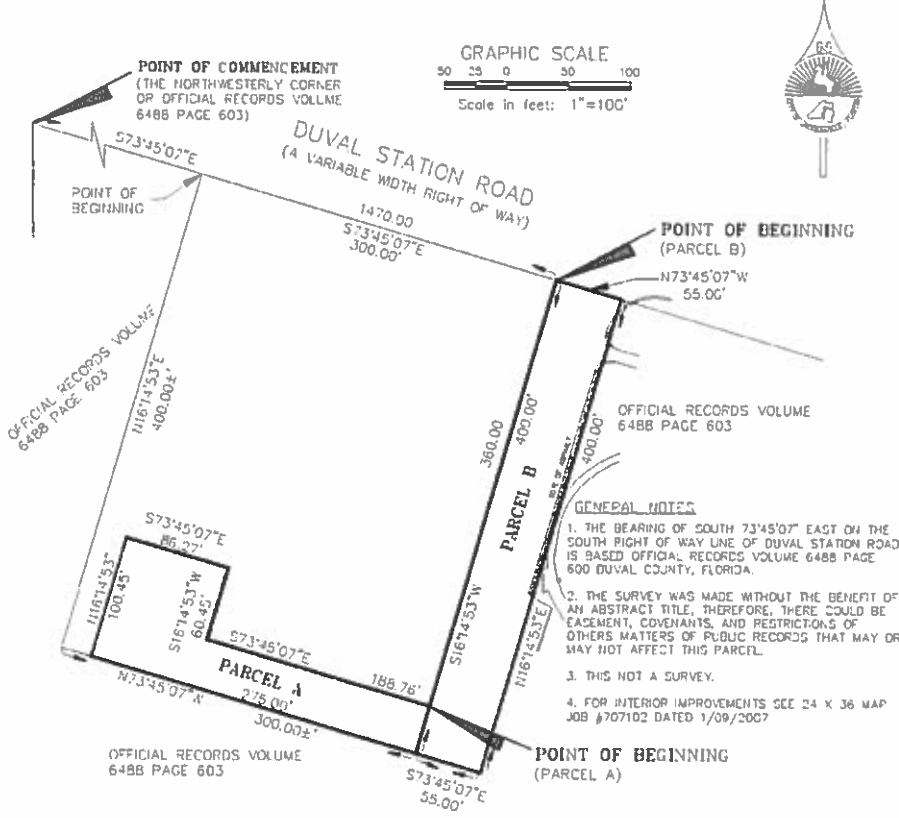 POINT OF COMMENCEMENT
(THE NORTHWESTERLY CORNER
OR OFFICIAL RECORDS VOLUME
6488 PAGE 603)
GRAPHIC SCALE
50 25 0 50 100
Scale in feet: 1"=100'
S73°45'07"E
POINT OF
BEGINNING
DUVAL STATION ROAD
(A VARIABLE WIDTH RIGHT OF WAY)
1470.00
S73°45'07"E
300.00'
POINT OF BEGINNING
(PARCEL B)
N73°45'07"W
55.00'
OFFICIAL RECORDS VOLUME
6488 PAGE 603
N16°14'53"E
400.00±'
360.00
400.00'
PARCEL B
S16°14'53"W
EDGE OF ASPHALT
400.00'
N16°14'53"E
OFFICIAL RECORDS VOLUME
6488 PAGE 603
GENERAL NOTES
1. THE BEARING OF SOUTH 73°45'07" EAST ON THE
SOUTH RIGHT OF WAY LINE OF DUVAL STATION ROAD
IS BASED OFFICIAL RECORDS VOLUME 6488 PAGE
600 DUVAL COUNTY, FLORIDA.
2. THE SURVEY WAS MADE WITHOUT THE BENEFIT OF
AN ABSTRACT TITLE, THEREFORE, THERE COULD BE
EASEMENT, COVENANTS, AND RESTRICTIONS OF
OTHERS MATTERS OF PUBLIC RECORDS THAT MAY OR
MAY NOT AFFECT THIS PARCEL.
3. THIS NOT A SURVEY.
4. FOR INTERIOR IMPROVEMENTS SEE 24 X 36 MAP
JOB #707102 DATED 1/09/2007
S73°45'07"E
86.27'
N16°14'53"
100.45'
S16°14'53"W
60.45'
S73°45'07"E
188.76'
PARCEL A
N73°45'07"W
275.00'
300.00±'
OFFICIAL RECORDS VOLUME
6488 PAGE 603
POINT OF BEGINNING
(PARCEL A)
S73°45'07"E
55.00'